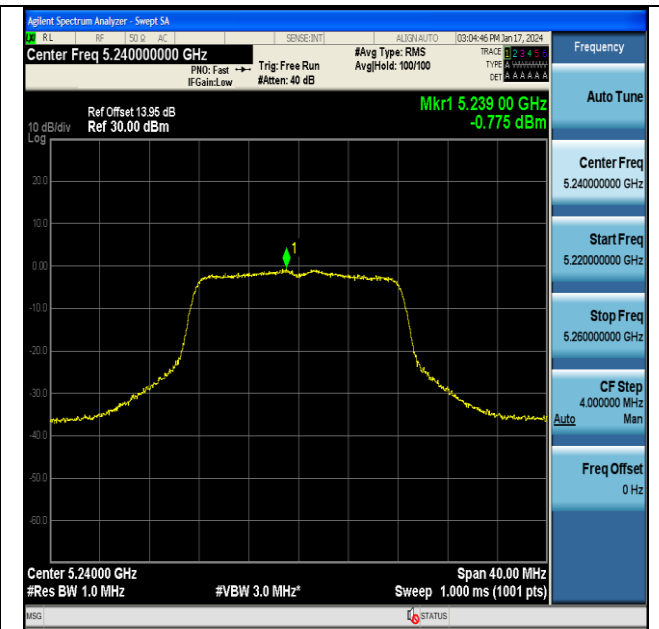 Agilent Spectrum Analyzer - Swept SA
RL RF 50 Ω AC SENSE:INT ALIGN AUTO 03:04:46 PM Jan 17, 2024
Center Freq 5.240000000 GHz
PNO: Fast
IFGain:Low
Trig: Free Run
#Atten: 40 dB
#Avg Type: RMS
Avg|Hold: 100/100
TRACE 1 2 3 4 5 6
TYPE A WWWWW
DET A A A A A A
Ref Offset 13.95 dB
10 dB/div Ref 30.00 dBm
Log
Mkr1 5.239 00 GHz
-0.775 dBm
20.0
10.0
0.00
-10.0
-20.0
-30.0
-40.0
-50.0
-60.0
1
Center 5.24000 GHz
Span 40.00 MHz
#Res BW 1.0 MHz
#VBW 3.0 MHz*
Sweep 1.000 ms (1001 pts)
MSG
STATUS
Frequency
Auto Tune
Center Freq
5.240000000 GHz
Start Freq
5.220000000 GHz
Stop Freq
5.260000000 GHz
CF Step
4.000000 MHz
Auto Man
Freq Offset
0 Hz